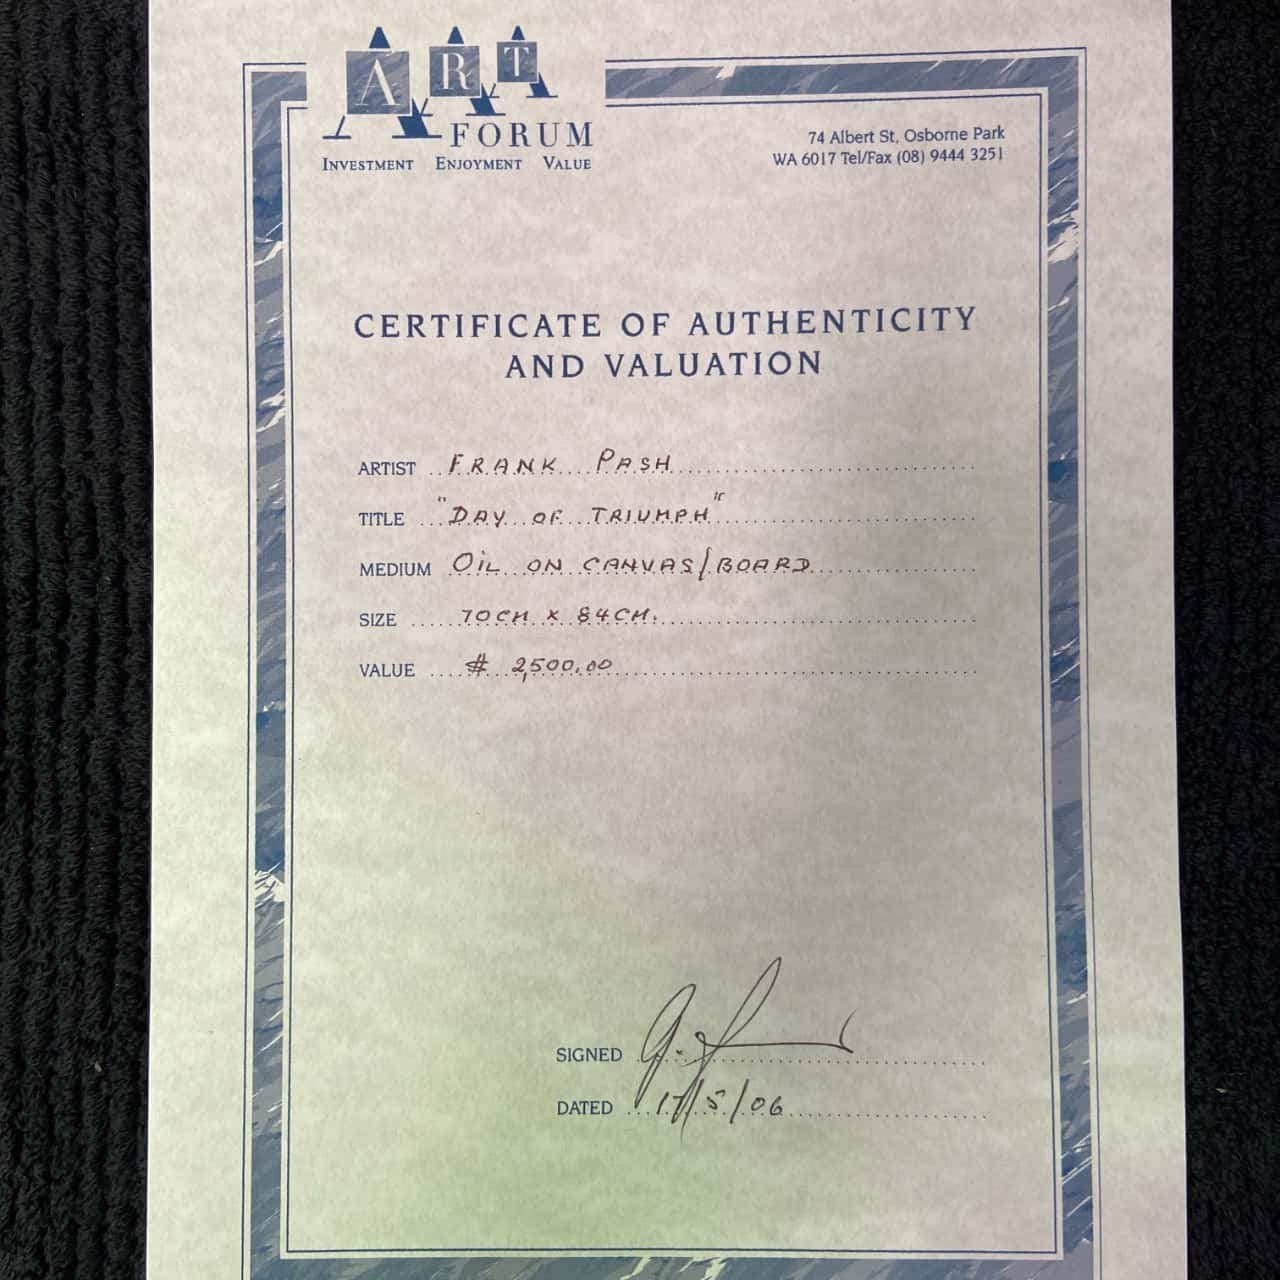 ART
FORUM
INVESTMENT ENJOYMENT VALUE
74 Albert St, Osborne Park
WA 6017 Tel/Fax (08) 9444 3251
CERTIFICATE OF AUTHENTICITY
AND VALUATION
ARTIST FRANK PASH
TITLE "DAY OF TRIUMPH"
MEDIUM OIL ON CANVAS/BOARD
SIZE 70CM X 84CM.
VALUE $ 2,500.00
SIGNED
DATED 17/5/06